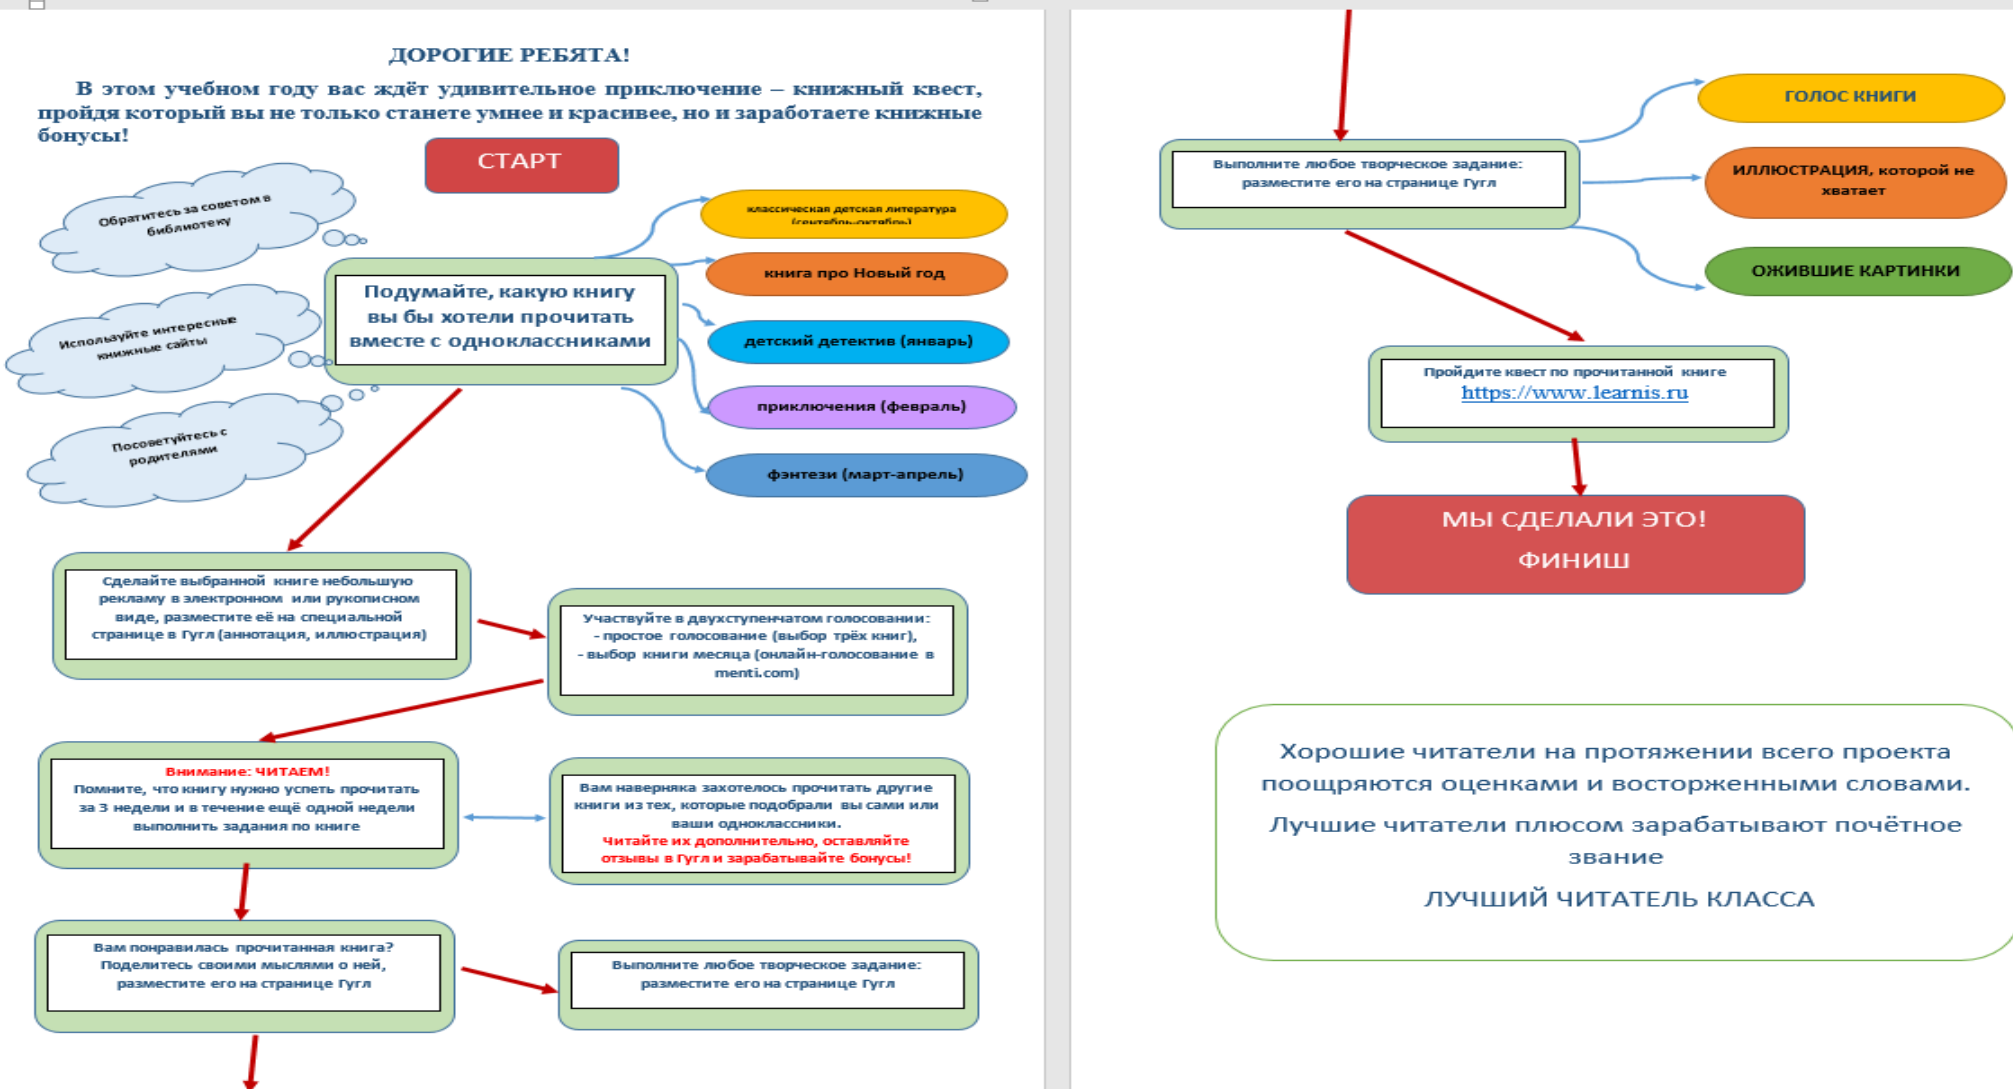 ДОРОГИЕ РЕБЯТА!
В этом учебном году вас ждёт удивительное приключение – книжный квест,
пройдя который вы не только станете умнее и красивее, но и заработаете книжные
бонусы!
СТАРТ
Обратитесь за советом в
библиотеку
Используйте интересные
книжные сайты
Посоветуйтесь с
родителями
Подумайте, какую книгу
вы бы хотели прочитать
вместе с одноклассниками
классическая детская литература
(сентябрь-октябрь)
книга про Новый год
детский детектив (январь)
приключения (февраль)
фэнтези (март-апрель)
Сделайте выбранной книге небольшую
рекламу в электронном или рукописном
виде, разместите её на специальной
странице в Гугл (аннотация, иллюстрация)
Участвуйте в двухступенчатом голосовании:
- простое голосование (выбор трёх книг),
- выбор книги месяца (онлайн-голосование в
menti.com)
Внимание: ЧИТАЕМ!
Помните, что книгу нужно успеть прочитать
за 3 недели и в течение ещё одной недели
выполнить задания по книге
Вам наверняка захотелось прочитать другие
книги из тех, которые подобрали вы сами или
ваши одноклассники.
Читайте их дополнительно, оставляйте
отзывы в Гугл и зарабатывайте бонусы!
Вам понравилась прочитанная книга?
Поделитесь своими мыслями о ней,
разместите его на странице Гугл
Выполните любое творческое задание:
разместите его на странице Гугл
Выполните любое творческое задание:
разместите его на странице Гугл
ГОЛОС КНИГИ
ИЛЛЮСТРАЦИЯ, которой не
хватает
ОЖИВШИЕ КАРТИНКИ
Пройдите квест по прочитанной книге
https://www.learnis.ru
МЫ СДЕЛАЛИ ЭТО!
ФИНИШ
Хорошие читатели на протяжении всего проекта
поощряются оценками и восторженными словами.
Лучшие читатели плюсом зарабатывают почётное
звание
ЛУЧШИЙ ЧИТАТЕЛЬ КЛАССА